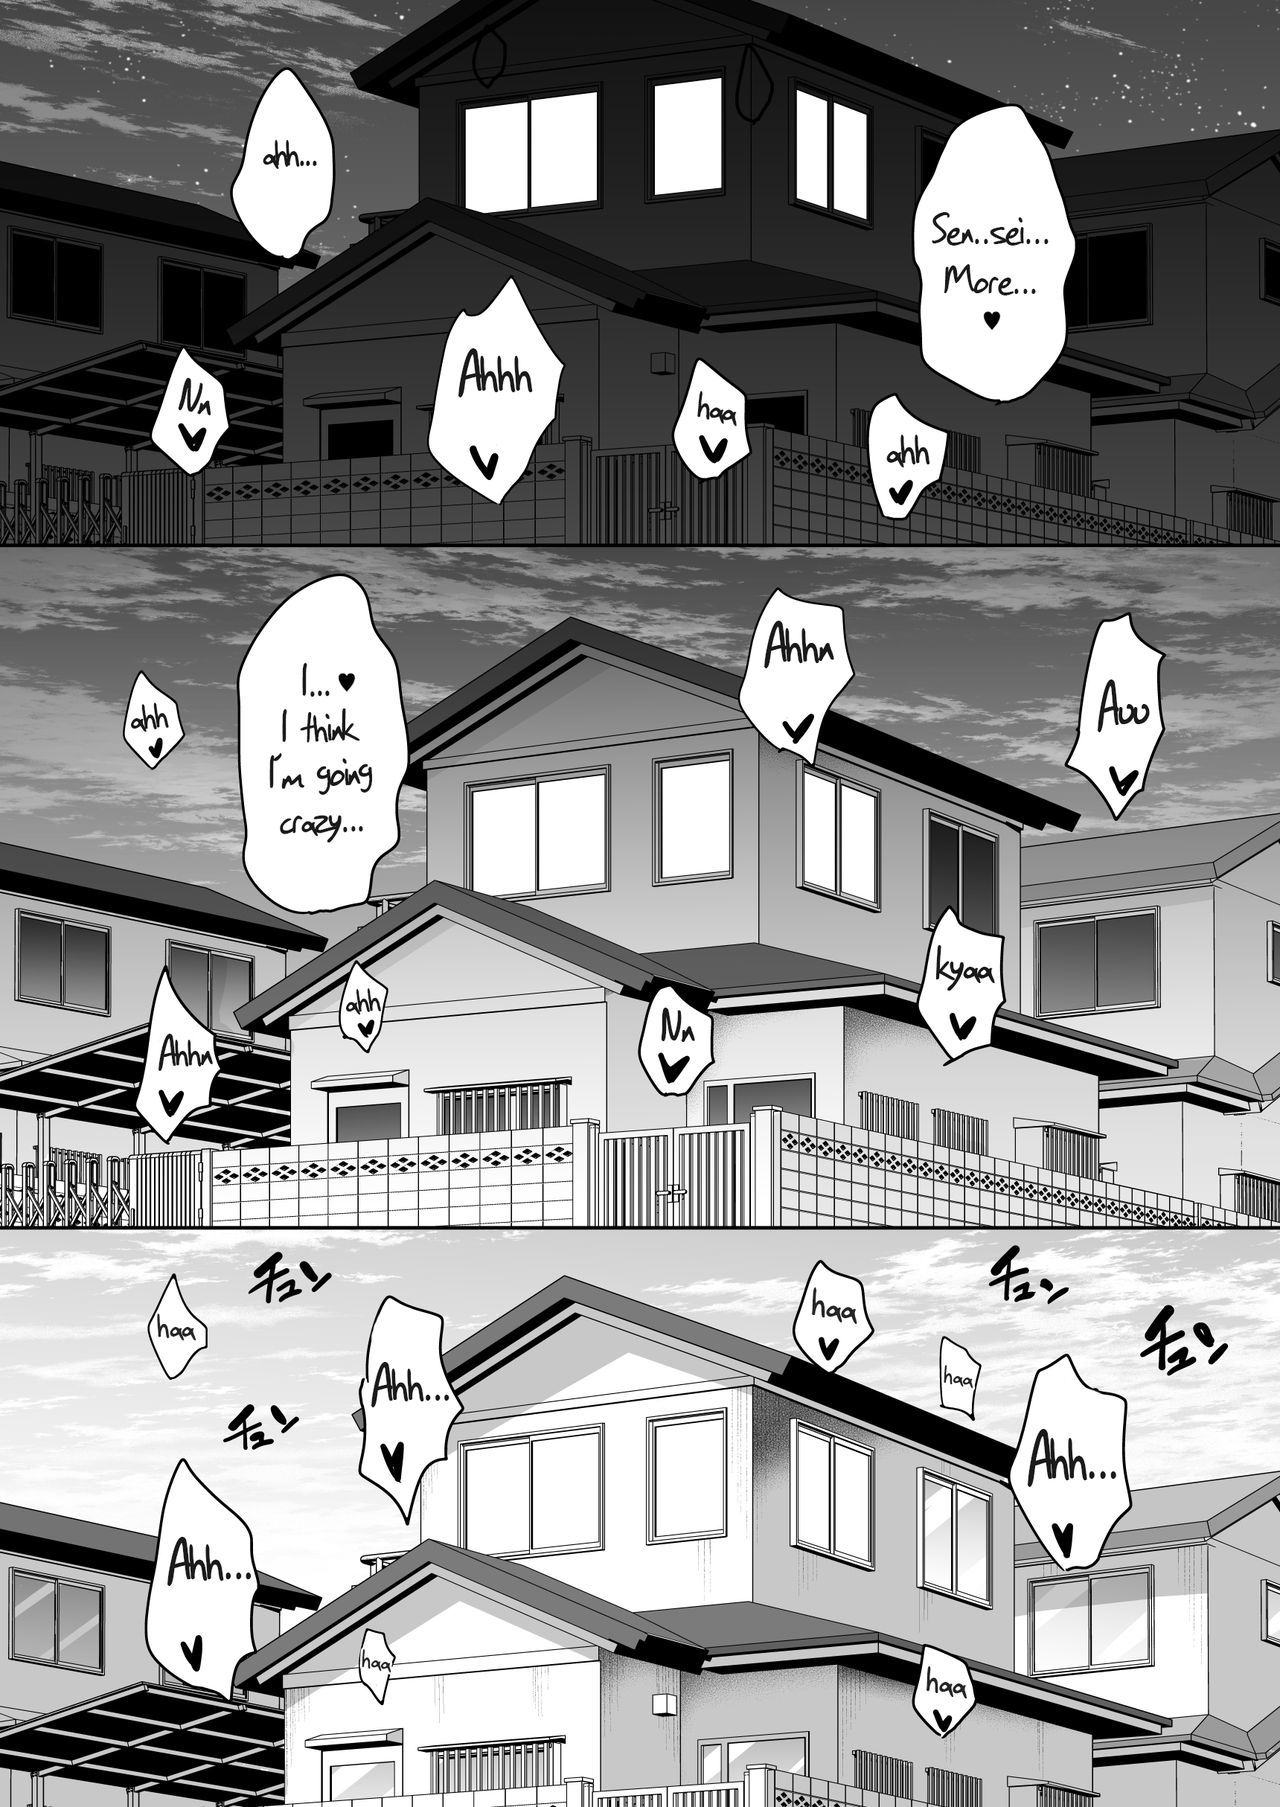 Sen..sei...
More...
♥
ahh...
ahh
♥
haa
♥
Ahhh
♥
Nn
♥
Auu
♥
Ahhn
♥
I... ♥
I think
I'm going
crazy...
ahh
♥
kyaa
♥
Nn
♥
ahh
♥
Ahhn
♥
チュン
チュン
haa
♥
haa
Ahh...
♥
チュン
haa
Ahh...
♥
チュン
Ahh...
♥
haa
♥
haa
♥